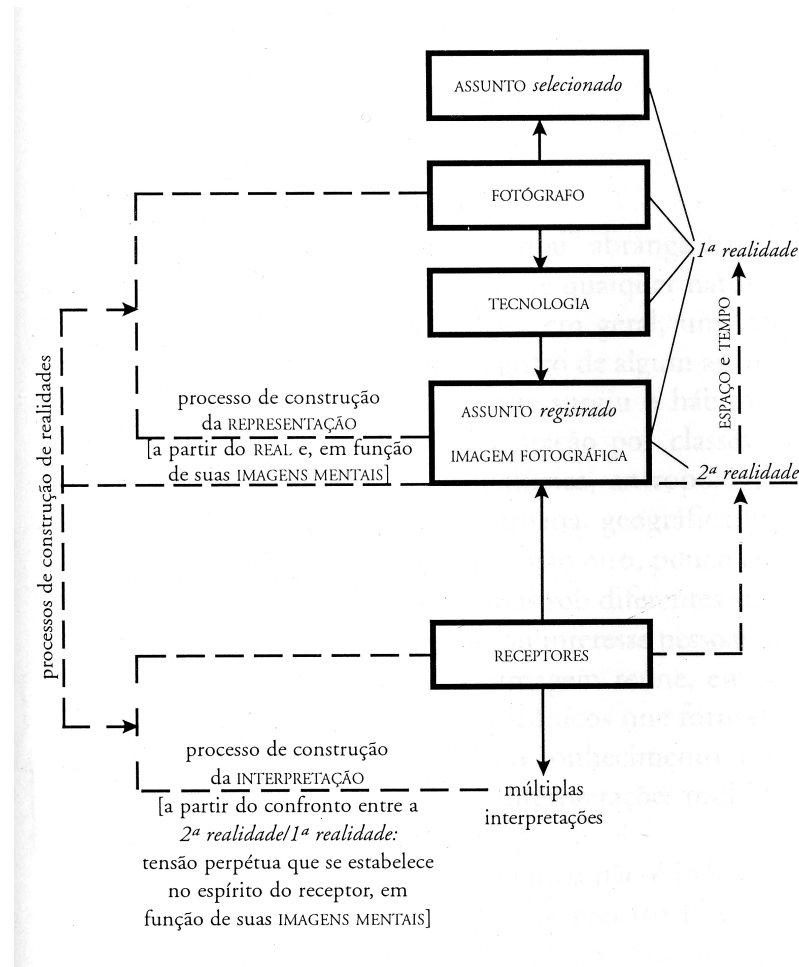 ASSUNTO selecionado
FOTÓGRAFO
1ª realidade
TECNOLOGIA
ESPAÇO e TEMPO
processos de construção de realidades
processo de construção
da REPRESENTAÇÃO
[a partir do REAL e, em função
de suas IMAGENS MENTAIS]
ASSUNTO registrado
IMAGEM FOTOGRÁFICA
2ª realidade
RECEPTORES
processo de construção
da INTERPRETAÇÃO
[a partir do confronto entre a
2ª realidade/1ª realidade:
tensão perpétua que se estabelece
no espírito do receptor, em
função de suas IMAGENS MENTAIS]
múltiplas
interpretações